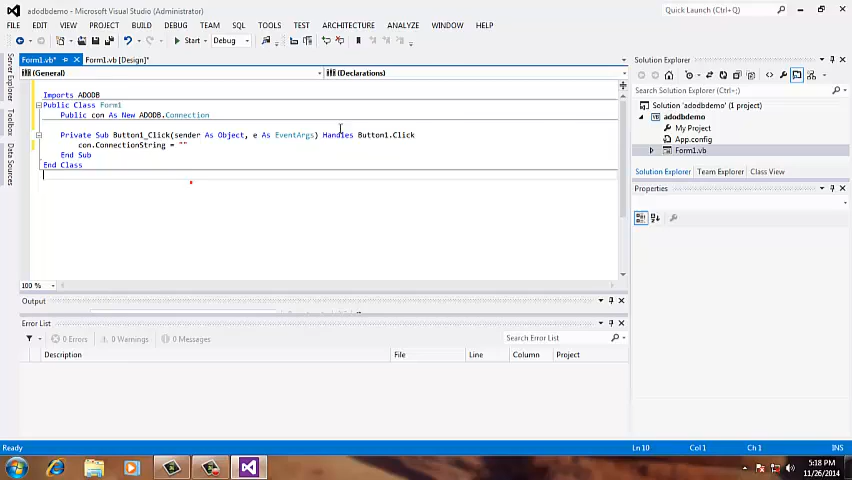 adodbdemo - Microsoft Visual Studio (Administrator)
Quick Launch (Ctrl+Q)
FILE EDIT VIEW PROJECT BUILD DEBUG TEAM SQL TOOLS TEST ARCHITECTURE ANALYZE WINDOW HELP
Start Debug
Form1.vb* Form1.vb [Design]*
(General) (Declarations)
Server Explorer
Toolbox
Data Sources
Imports ADODB
Public Class Form1
Public con As New ADODB.Connection
Private Sub Button1_Click(sender As Object, e As EventArgs) Handles Button1.Click
con.ConnectionString = ""
End Sub
End Class
100 %
Output
Error List
0 Errors 0 Warnings 0 Messages
Search Error List
Description File Line Column Project
Solution Explorer
Search Solution Explorer (Ctrl+;)
Solution 'adodbdemo' (1 project)
adodbdemo
My Project
App.config
Form1.vb
Solution Explorer Team Explorer Class View
Properties
Ready Ln 10 Col 1 Ch 1 INS
5:18 PM
11/26/2014